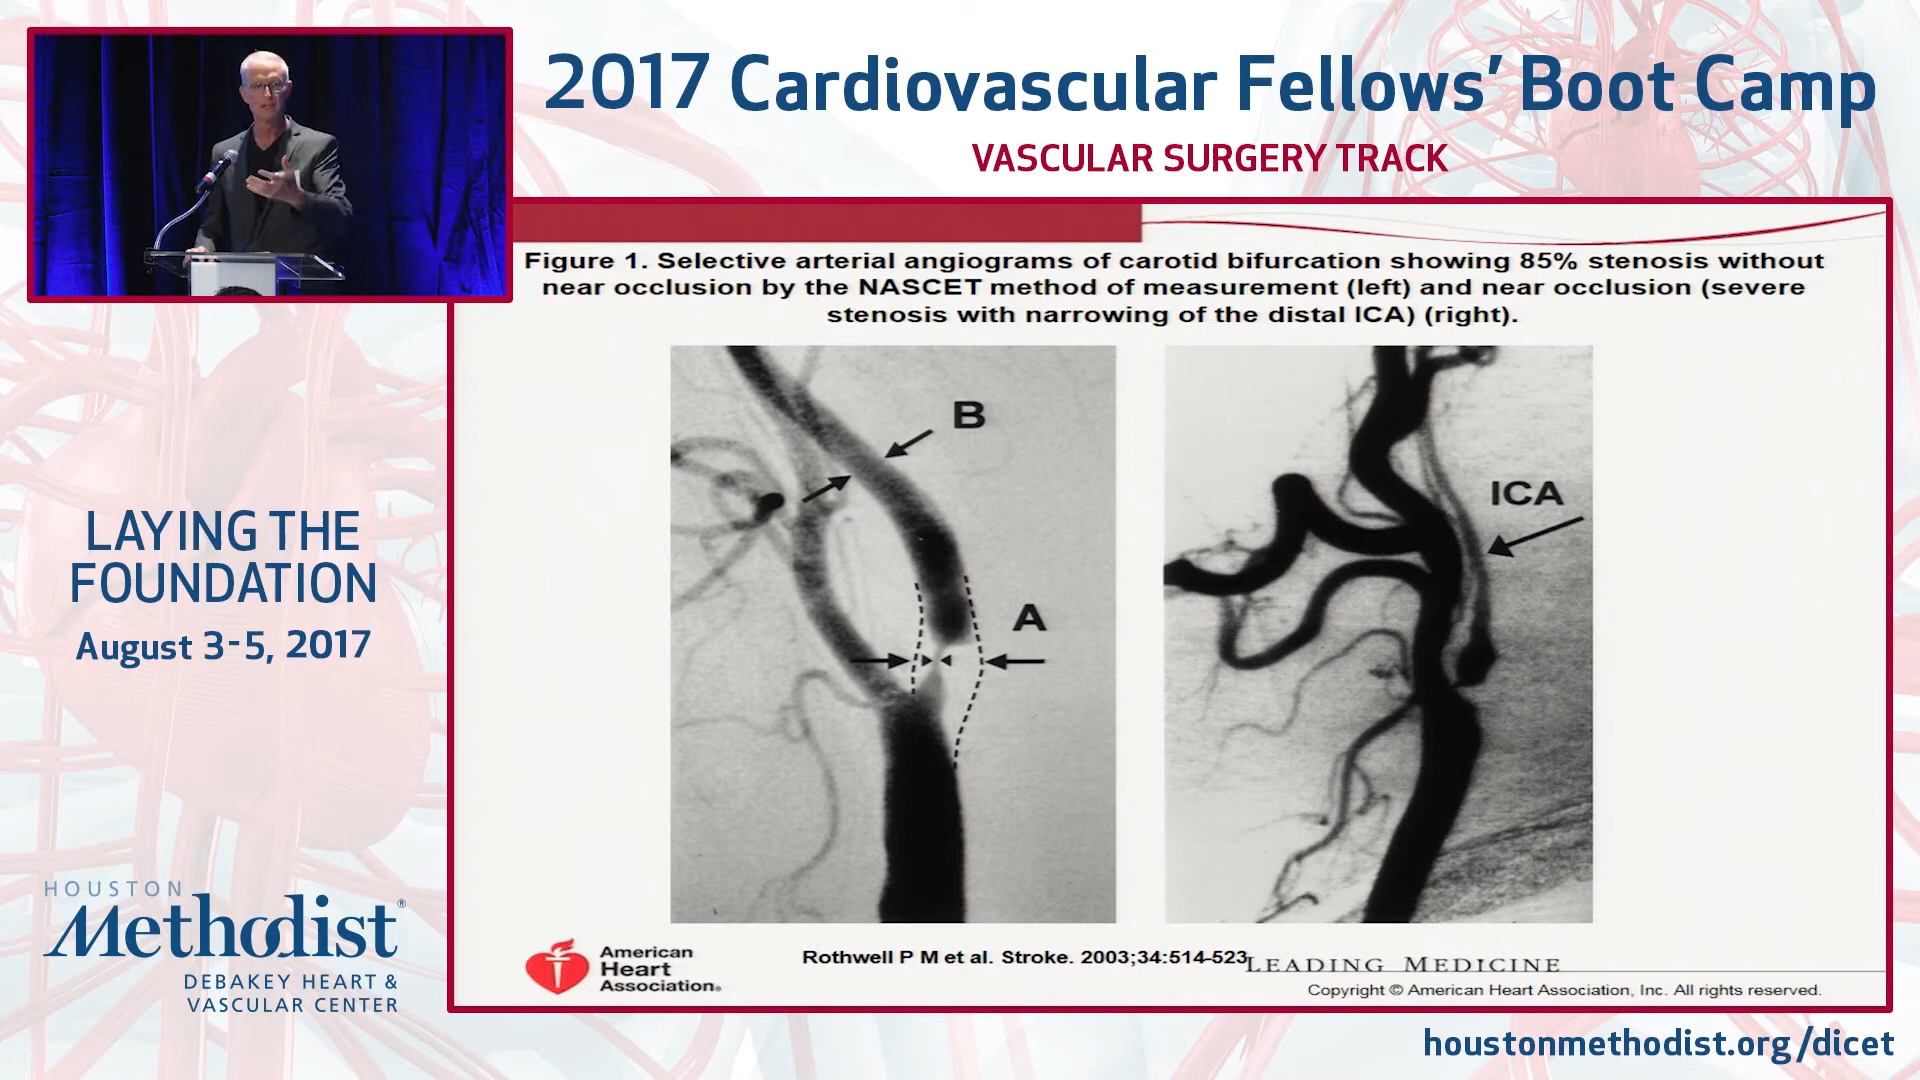 2017 Cardiovascular Fellows’ Boot Camp
VASCULAR SURGERY TRACK
Figure 1. Selective arterial angiograms of carotid bifurcation showing 85% stenosis without
near occlusion by the NASCET method of measurement (left) and near occlusion (severe
stenosis with narrowing of the distal ICA) (right).
B
A
ICA
LAYING THE
FOUNDATION
August 3-5, 2017
HOUSTON
Methodist®
DEBAKEY HEART &
VASCULAR CENTER
American
Heart
Association®
Rothwell P M et al. Stroke. 2003;34:514-523
LEADING MEDICINE
Copyright © American Heart Association, Inc. All rights reserved.
houstonmethodist.org/dicet